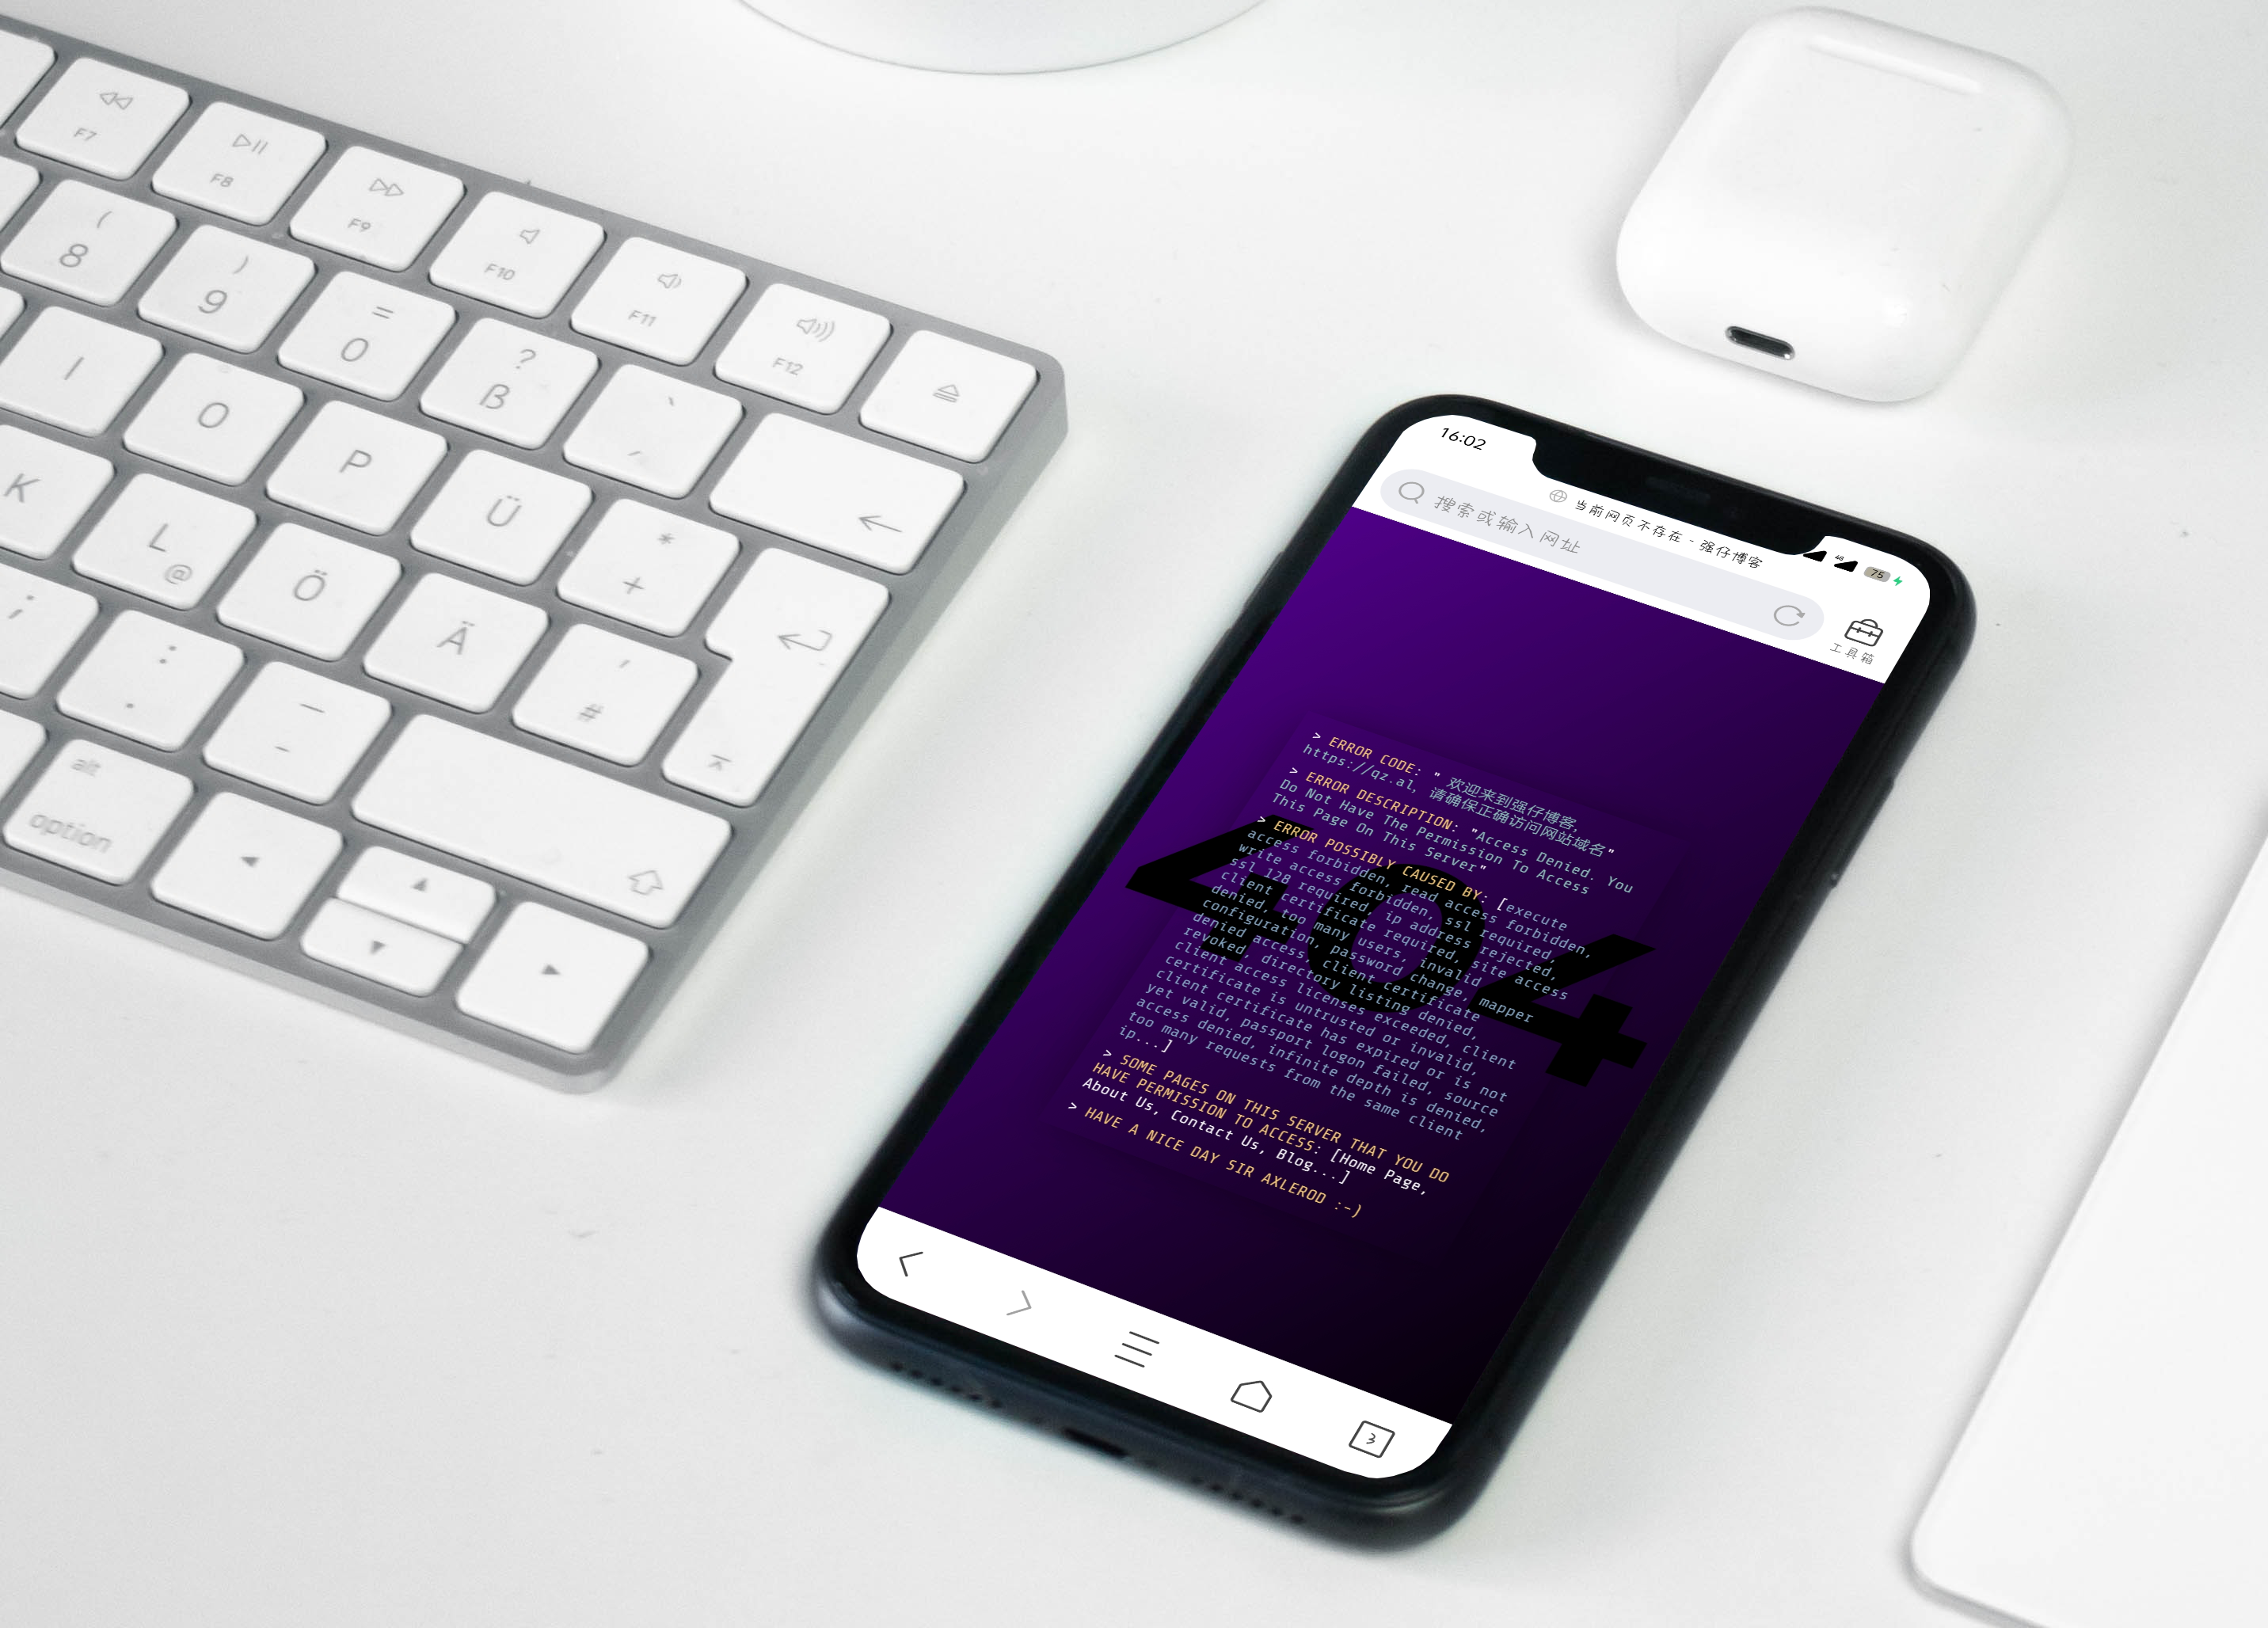 F7
F8
F9
F10
F11
F12
(
8
)
9
=
0
?
ß
`
´
I
O
P
Ü
*
+
K
L
@
Ö
Ä
'
#
;
:
.
_
-
alt
option
16:02
当前网页不存在 - 强仔博客
4G
75
搜索或输入网址
工具箱
404
> ERROR CODE: " 欢迎来到强仔博客,
https://qz.al, 请确保正确访问网站域名"
> ERROR DESCRIPTION: "Access Denied. You
Do Not Have The Permission To Access
This Page On This Server"
> ERROR POSSIBLY CAUSED BY: [execute
access forbidden, read access forbidden,
write access forbidden, ssl required,
ssl 128 required, ip address rejected,
client certificate required, site access
denied, too many users, invalid
configuration, password change, mapper
denied access, client certificate
revoked, directory listing denied,
client access licenses exceeded, client
certificate is untrusted or invalid,
client certificate has expired or is not
yet valid, passport logon failed, source
access denied, infinite depth is denied,
too many requests from the same client
ip...]
> SOME PAGES ON THIS SERVER THAT YOU DO
HAVE PERMISSION TO ACCESS: [Home Page,
About Us, Contact Us, Blog...]
> HAVE A NICE DAY SIR AXLEROD :-)
3